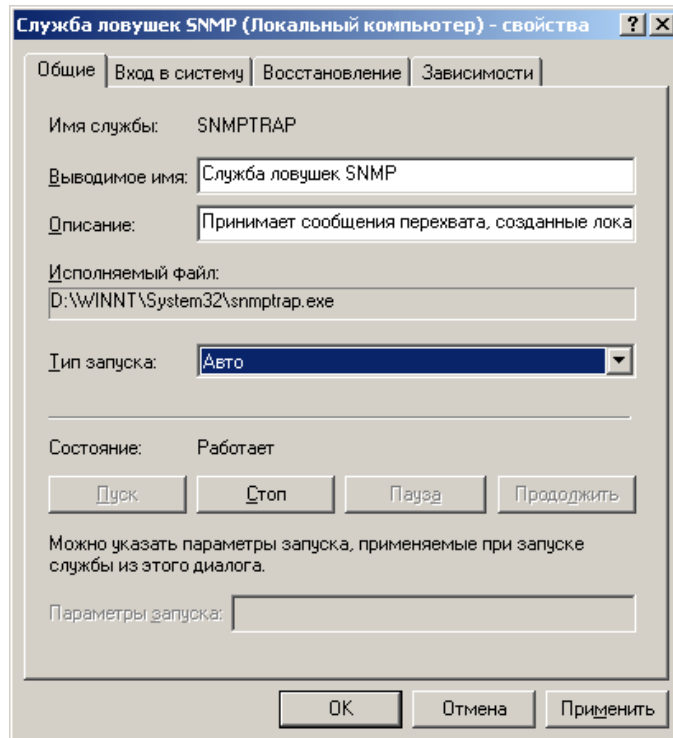 Служба ловушек SNMP (Локальный компьютер) - свойства
Общие Вход в систему Восстановление Зависимости
Имя службы: SNMPTRAP
Выводимое имя: Служба ловушек SNMP
Описание: Принимает сообщения перехвата, созданные лока
Исполняемый файл:
D:\WINNT\System32\snmptrap.exe
Тип запуска: Авто
Состояние: Работает
Пуск Стоп Пауза Продолжить
Можно указать параметры запуска, применяемые при запуске
службы из этого диалога.
Параметры запуска:
OK Отмена Применить